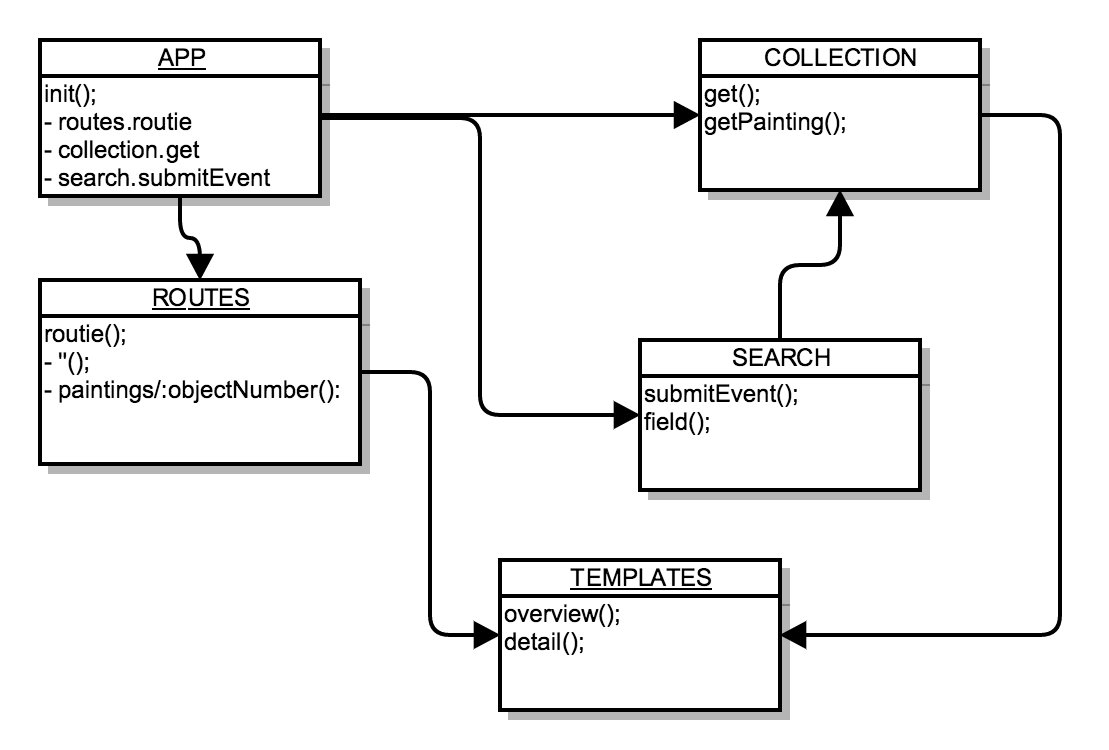 APP
init();
- routes.routie
- collection.get
- search.submitEvent
COLLECTION
get();
getPainting();
ROUTES
routie();
- "();
- paintings/:objectNumber():
SEARCH
submitEvent();
field();
TEMPLATES
overview();
detail();